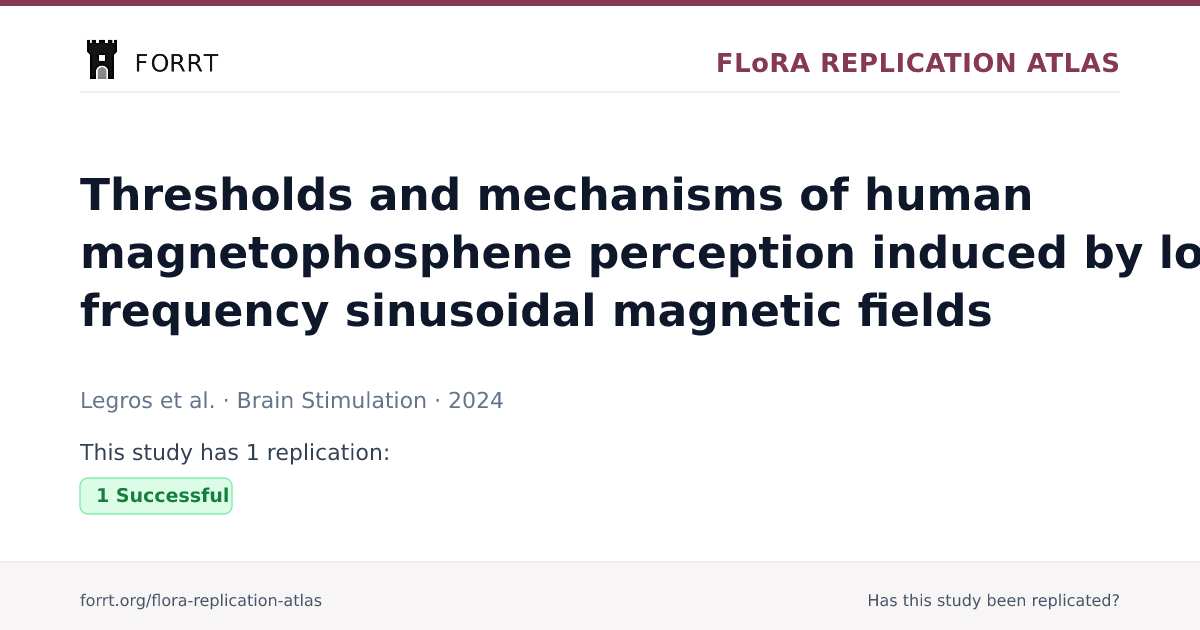 FORRT
FLoRA REPLICATION ATLAS
Thresholds and mechanisms of human
magnetophosphene perception induced by lo
frequency sinusoidal magnetic fields
Legros et al. · Brain Stimulation · 2024
This study has 1 replication:
1 Successful
forrt.org/flora-replication-atlas
Has this study been replicated?